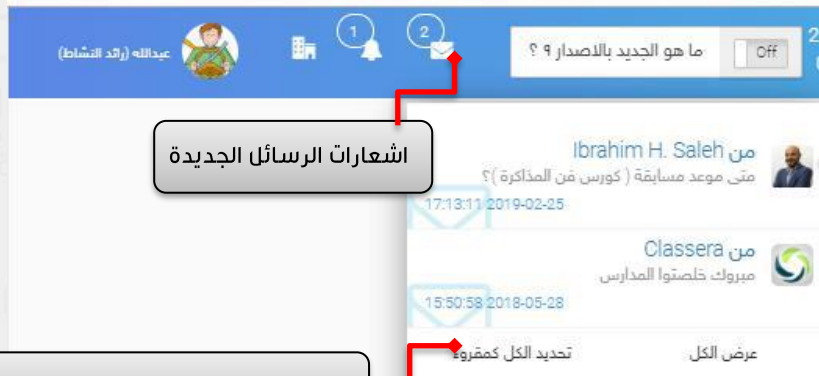 2
ما هو الجديد بالاصدار ٩ ؟
Off
2
1
عبدالله (رائد النشاط)
اشعارات الرسائل الجديدة
من Ibrahim H. Saleh
متى موعد مسابقة ( كورس فن المذاكرة )؟
17:13:11 2019-02-25
من Classera
مبروك خلصتوا المدارس
15:50:58 2018-05-28
عرض الكل
تحديد الكل كمقروء